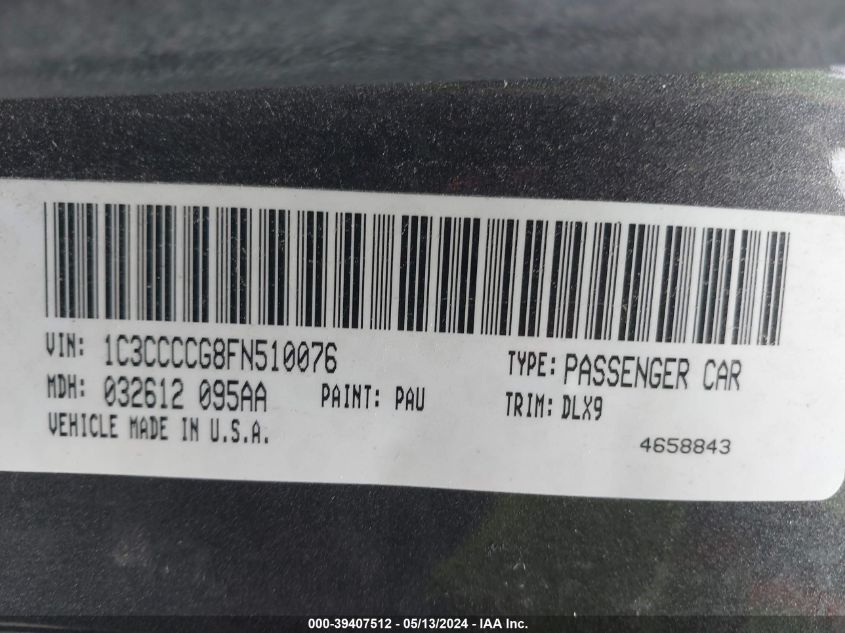 VIN: 1C3CCCCG8FN510076
TYPE: PASSENGER CAR
MDH: 032612 095AA
PAINT: PAU
TRIM: DLX9
VEHICLE MADE IN U.S.A.
4658843
000-39407512 - 05/13/2024 - IAA Inc.